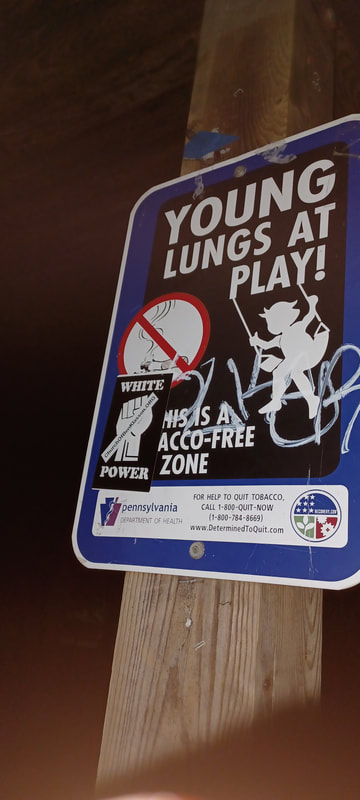 YOUNG
LUNGS AT
PLAY!
WHITE
POWER
HIS IS A
ACCO-FREE
ZONE
pennsylvania
DEPARTMENT OF HEALTH
FOR HELP TO QUIT TOBACCO,
CALL 1-800-QUIT-NOW
(1-800-784-8669)
www.DeterminedToQuit.com